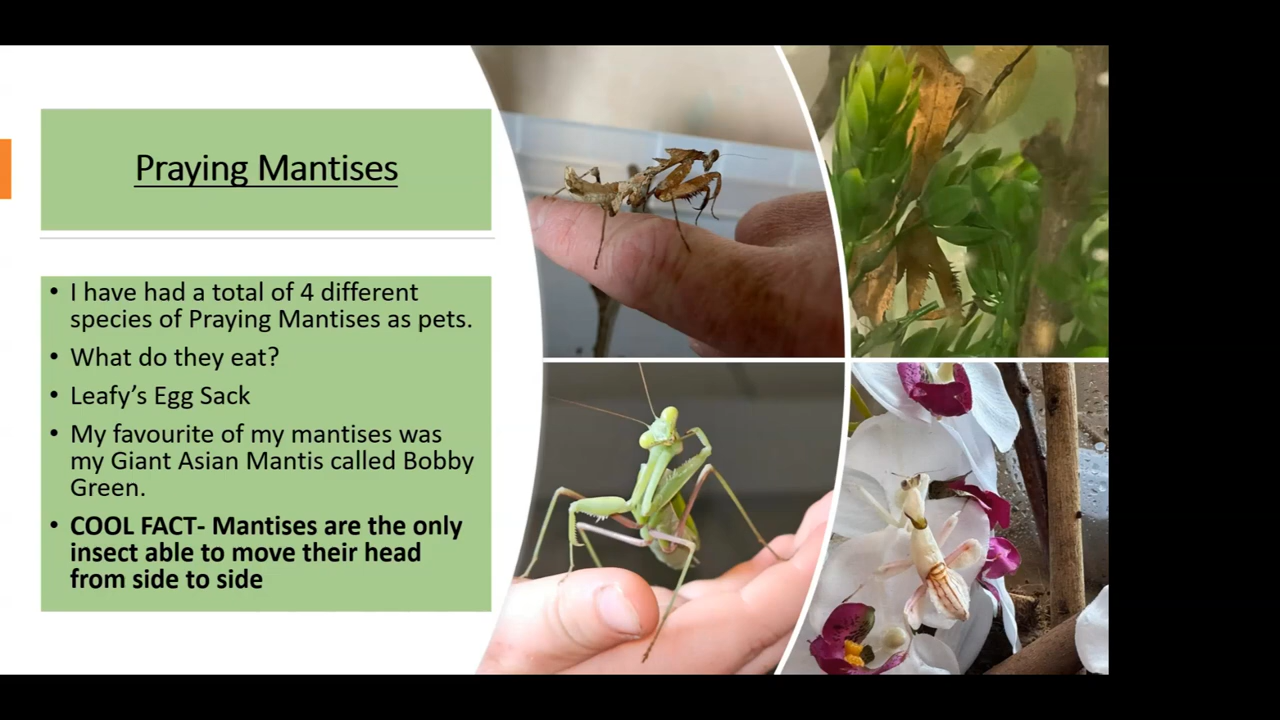 Praying Mantises
• I have had a total of 4 different
species of Praying Mantises as pets.
• What do they eat?
• Leafy’s Egg Sack
• My favourite of my mantises was
my Giant Asian Mantis called Bobby
Green.
• COOL FACT- Mantises are the only
insect able to move their head
from side to side